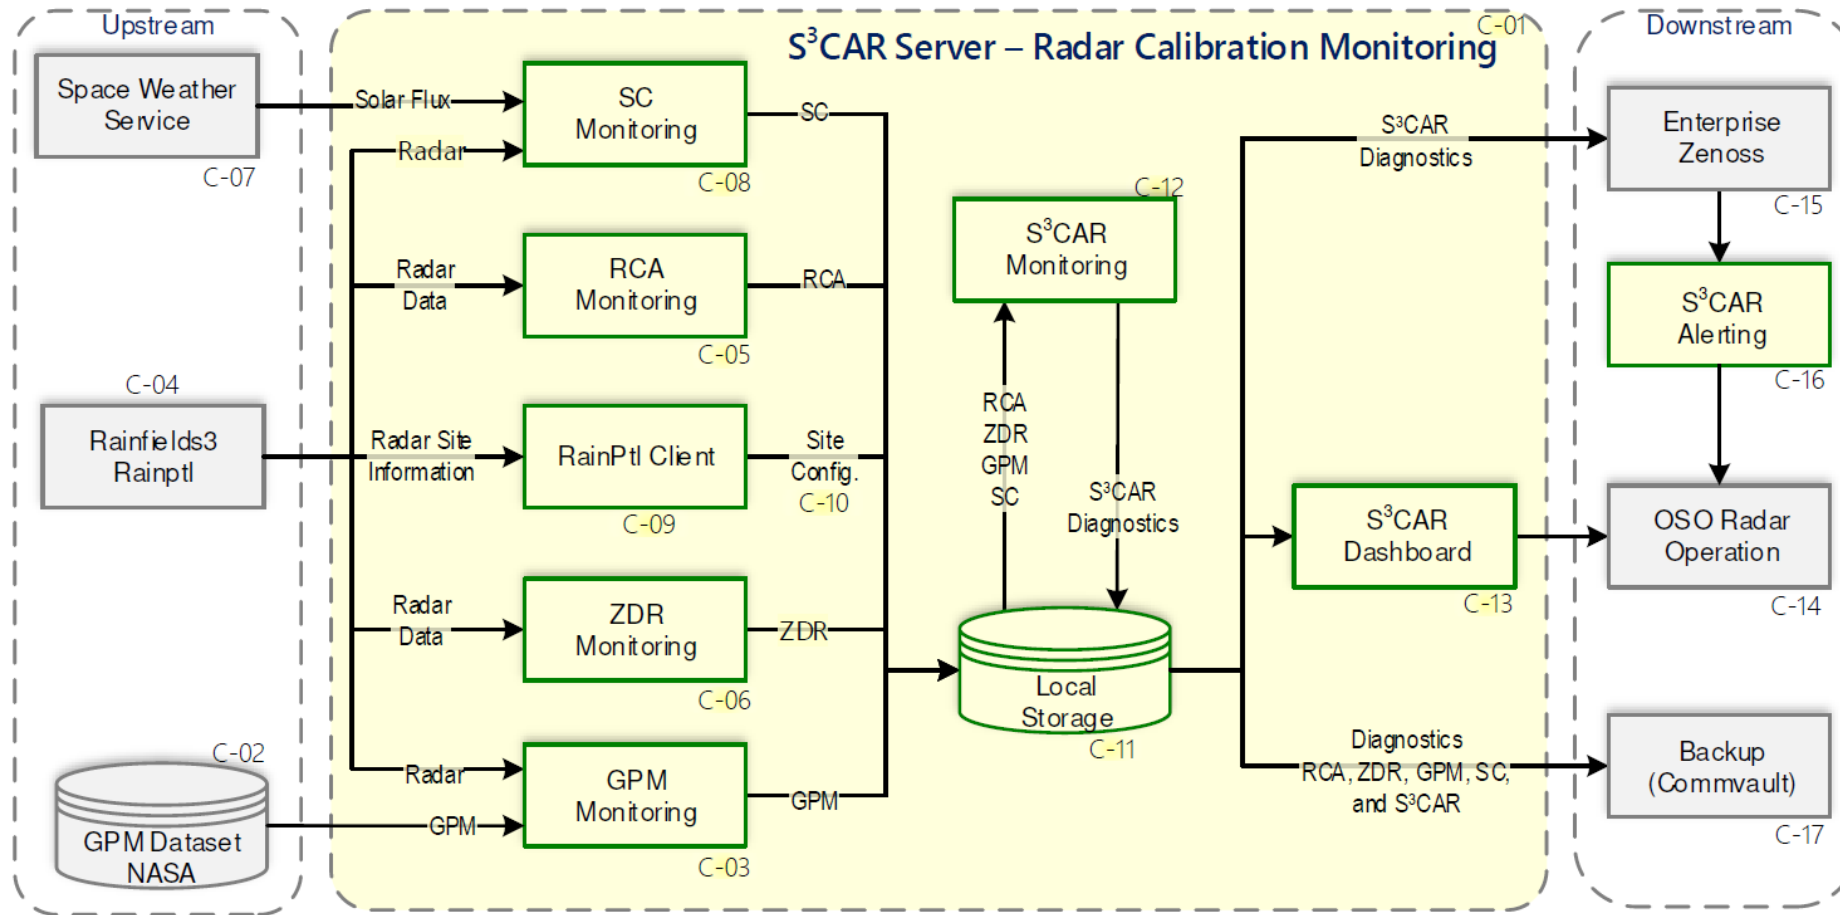 Upstream
Space Weather
Service
C-07
C-04
Rainfields3
Rainptl
C-02
GPM Dataset
NASA
C-01
S³CAR Server – Radar Calibration Monitoring
Solar Flux
Radar
SC
Monitoring
C-08
SC
Radar
Data
RCA
Monitoring
C-05
RCA
Radar Site
Information
RainPtl Client
C-09
Site
Config.
C-10
Radar
Data
ZDR
Monitoring
C-06
ZDR
Radar
GPM
GPM
Monitoring
C-03
GPM
C-12
S³CAR
Monitoring
RCA
ZDR
GPM
SC
S³CAR
Diagnostics
Local
Storage
C-11
S³CAR
Diagnostics
S³CAR
Dashboard
C-13
Diagnostics
RCA, ZDR, GPM, SC,
and S³CAR
Downstream
Enterprise
Zenoss
C-15
S³CAR
Alerting
C-16
OSO Radar
Operation
C-14
Backup
(Commvault)
C-17